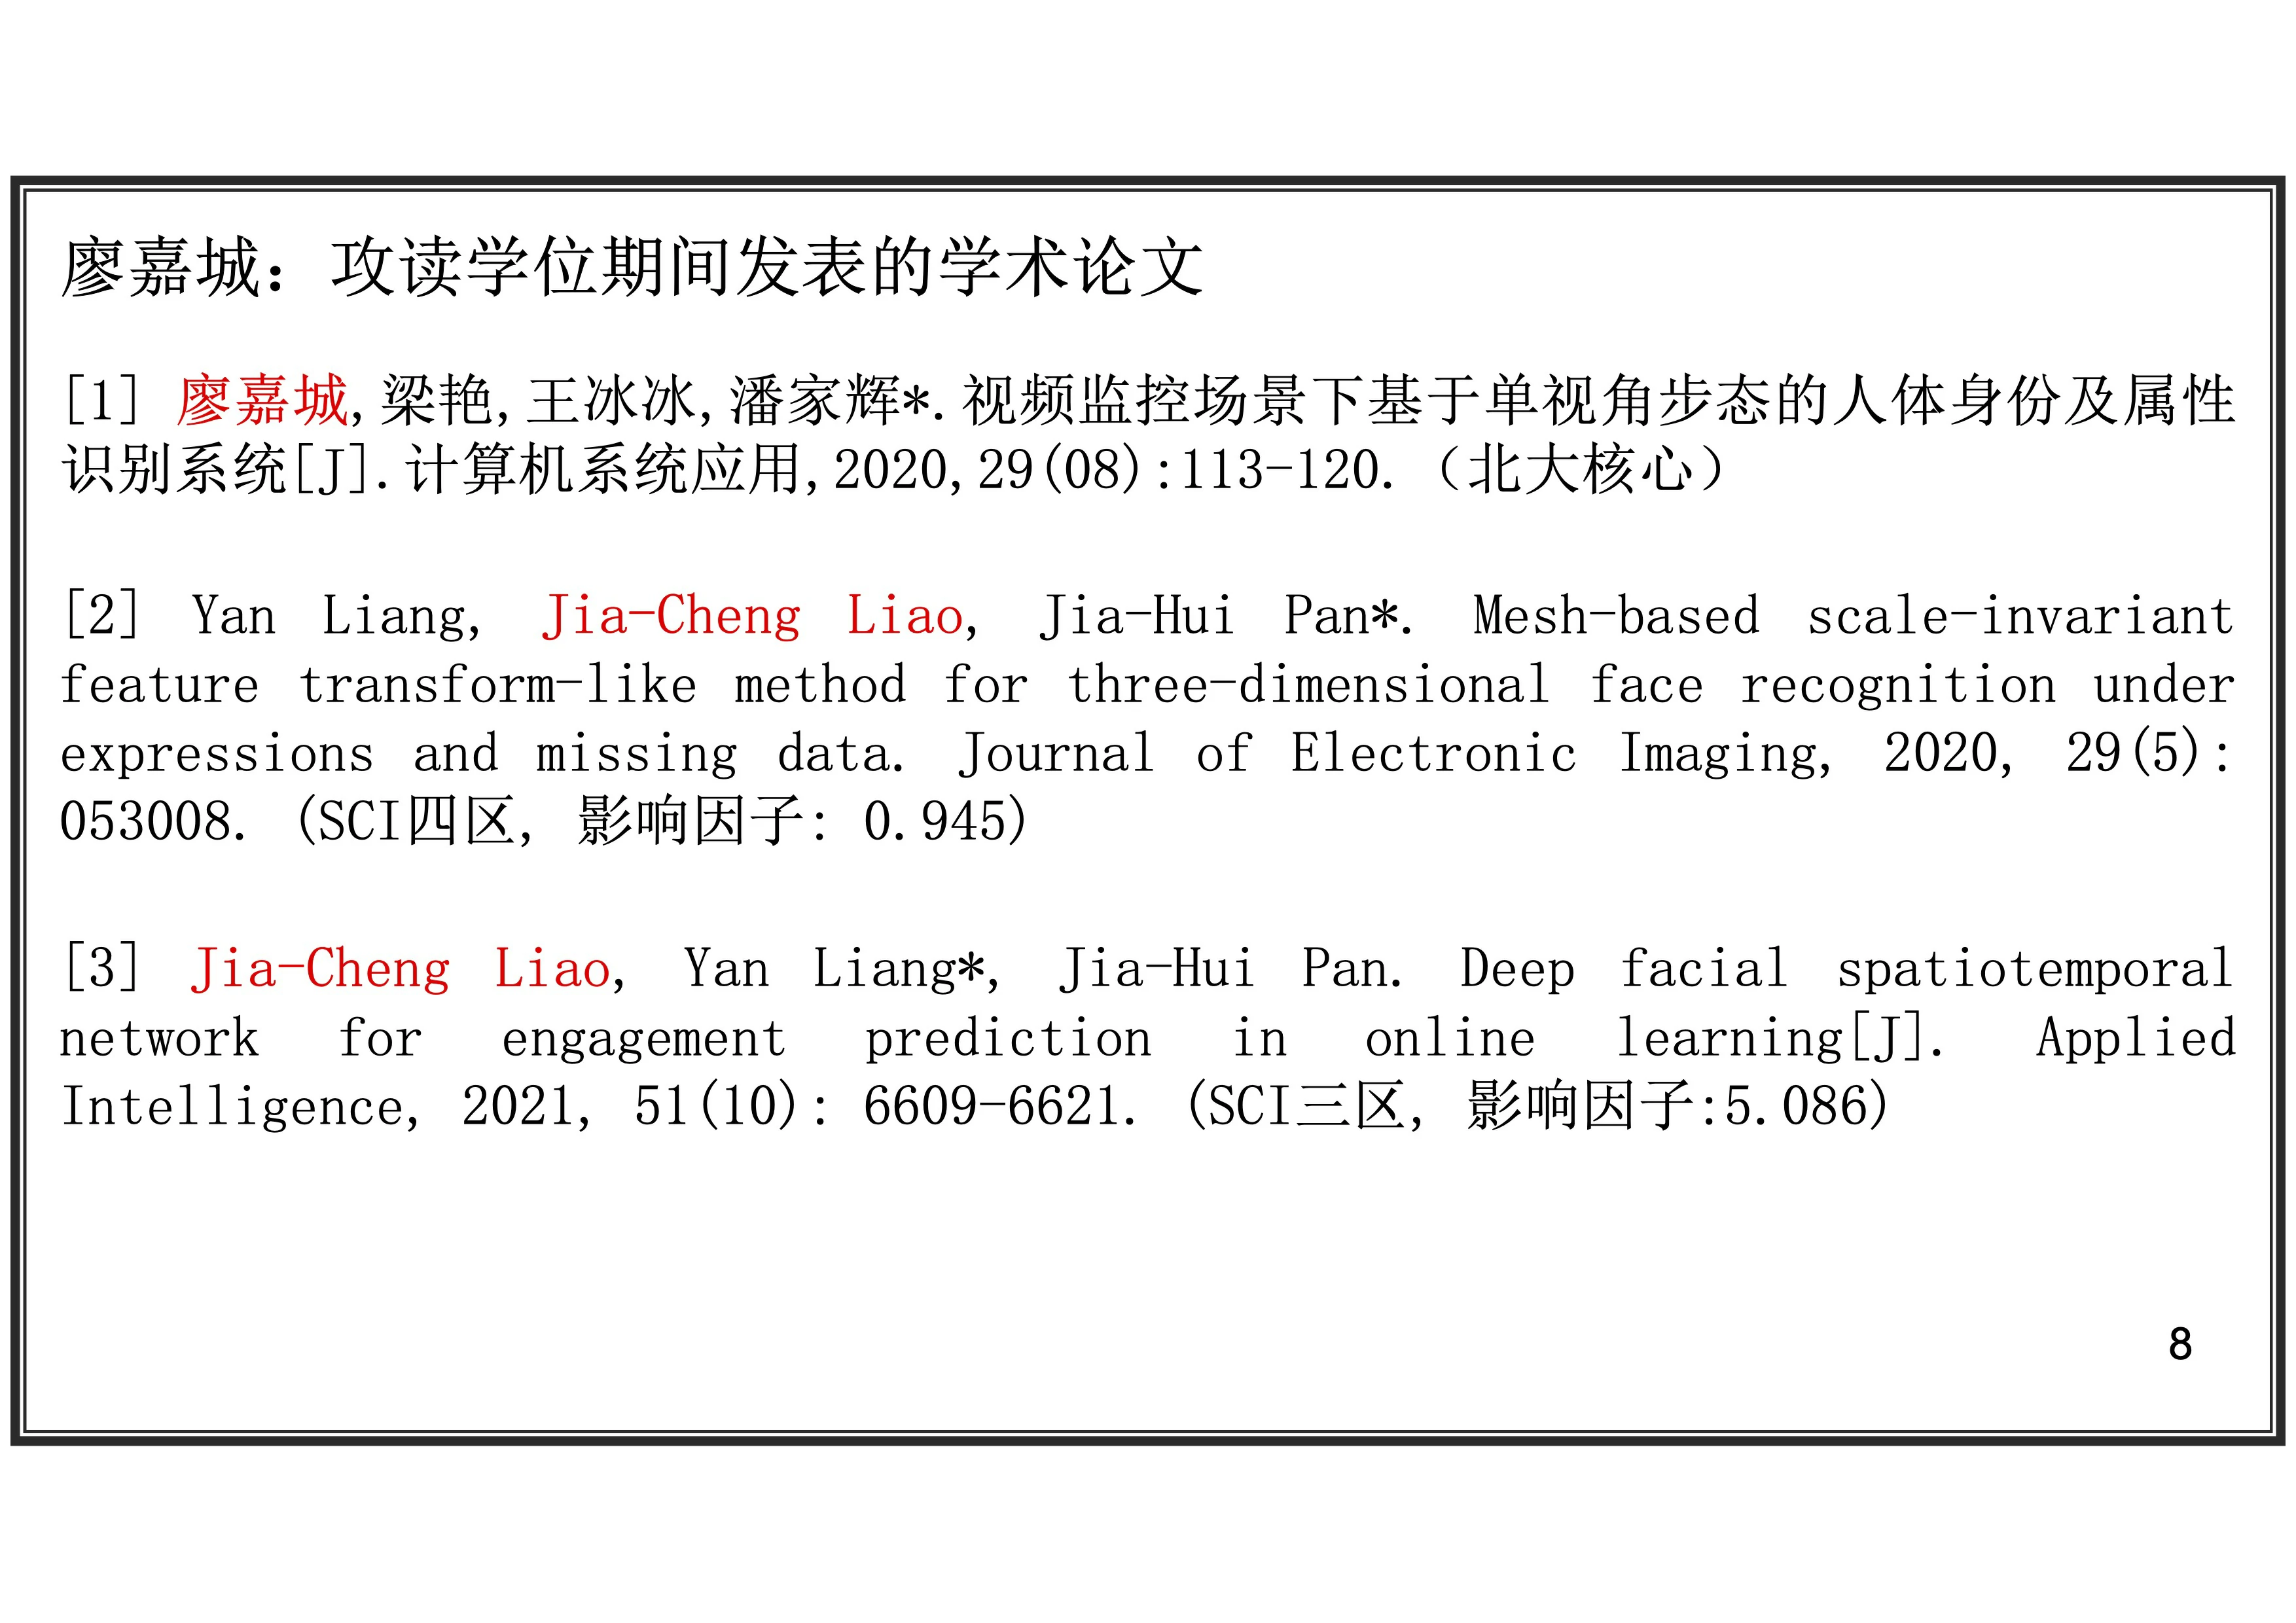 廖嘉城：攻读学位期间发表的学术论文
[1] 廖嘉城,梁艳,王冰冰,潘家辉*.视频监控场景下基于单视角步态的人体身份及属性
识别系统[J].计算机系统应用,2020,29(08):113-120.（北大核心）
[2] Yan Liang, Jia-Cheng Liao, Jia-Hui Pan*. Mesh-based scale-invariant
feature transform-like method for three-dimensional face recognition under
expressions and missing data. Journal of Electronic Imaging, 2020, 29(5):
053008. (SCI四区, 影响因子: 0.945)
[3] Jia-Cheng Liao, Yan Liang*, Jia-Hui Pan. Deep facial spatiotemporal
network for engagement prediction in online learning[J]. Applied
Intelligence, 2021, 51(10): 6609-6621. (SCI三区, 影响因子:5.086)
8